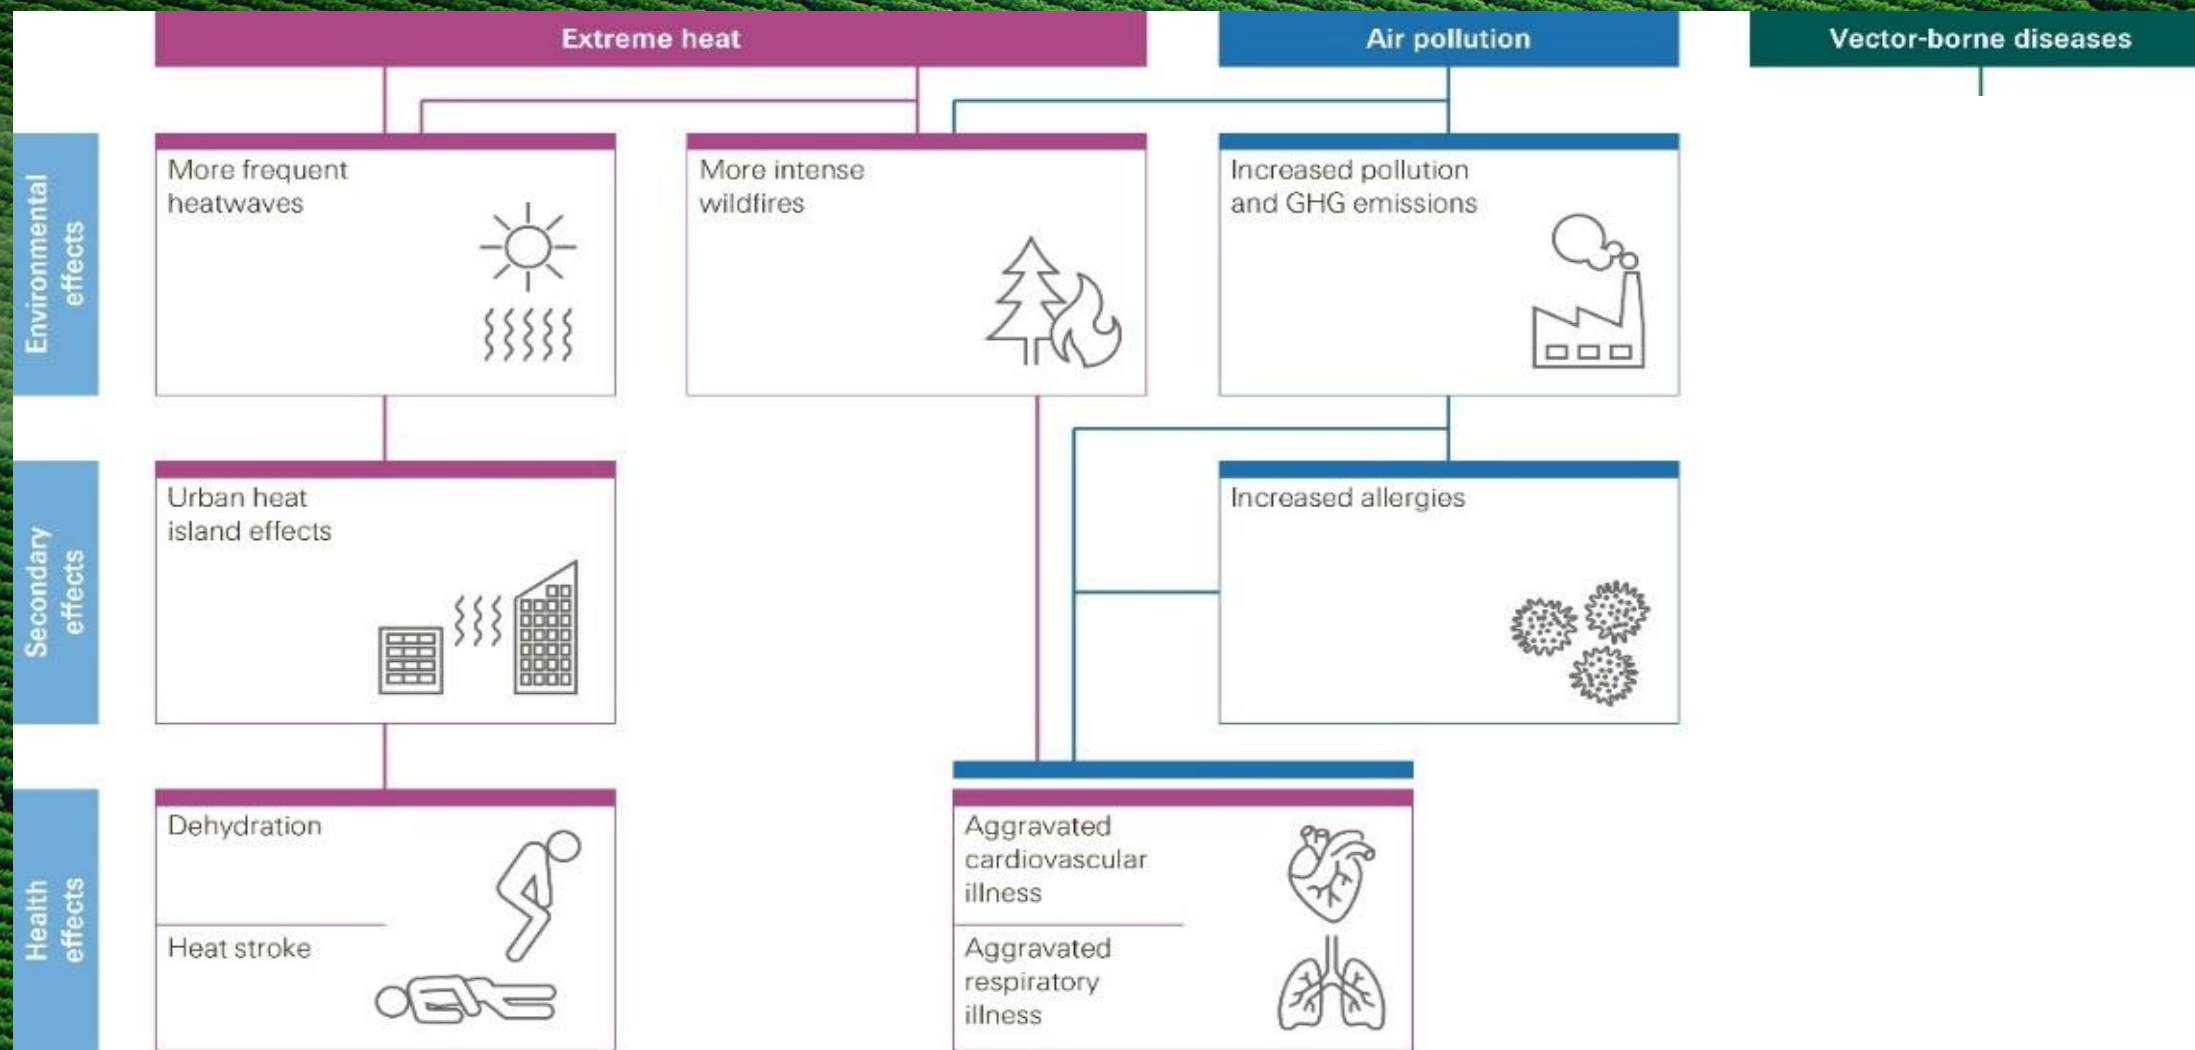 Extreme heat
Air pollution
Vector-borne diseases
Environmental
effects
More frequent
heatwaves
More intense
wildfires
Increased pollution
and GHG emissions
Secondary
effects
Urban heat
island effects
Increased allergies
Health
effects
Dehydration
Heat stroke
Aggravated
cardiovascular
illness
Aggravated
respiratory
illness